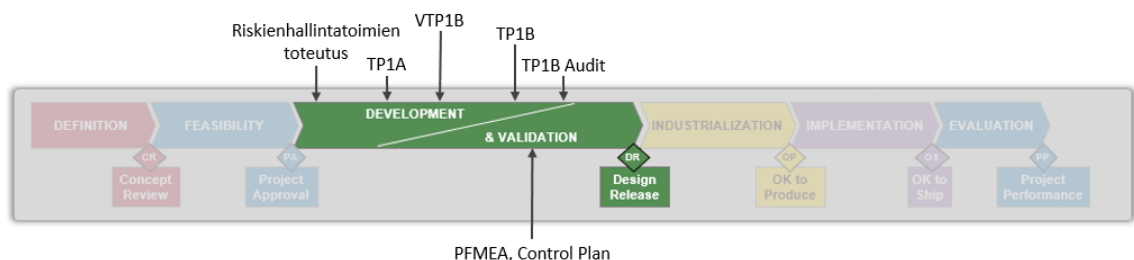 Riskienhallintatoimien
toteutus
TP1A
VTP1B
TP1B
TP1B Audit
DEFINITION
FEASIBILITY
DEVELOPMENT
& VALIDATION
INDUSTRIALIZATION
IMPLEMENTATION
EVALUATION
CR
Concept
Review
PA
Project
Approval
DR
Design
Release
OP
OK to
Produce
OS
OK to
Ship
PP
Project
Performance
PFMEA, Control Plan